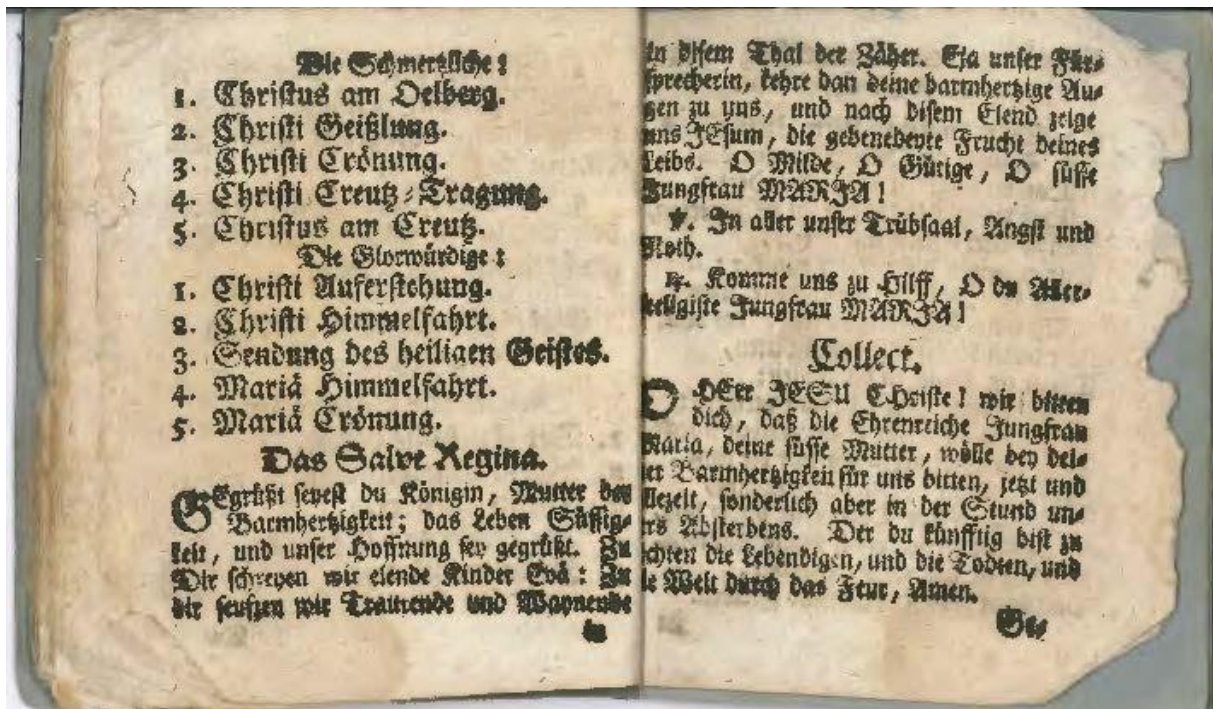 Die Schmertzliche:
1. Christus am Oelberg.
2. Christi Geißlung.
3. Christi Crönung.
4. Christi Creutz-Tragung.
5. Christus am Creutz.
Die Glorwürdige:
1. Christi Auferstehung.
2. Christi Himmelfahrt.
3. Sendung des heiligen Geistes.
4. Mariä Himmelfahrt.
5. Mariä Crönung.
Das Salve Regina.
GEgrüßt seyest du Königin, Mutter der
Barmhertzigkeit; das Leben Süssig-
keit, und unser Hoffnung sey gegrüßt. Zu
Dir schreyen wir elende Kinder Evä: Zu
dir seufzen wir Traurende und Waynende
in
in disem Thal der Zäher. Eja unser Für-
sprecherin, kehre dan deine barmhertzige Au-
gen zu uns, und nach disem Elend zeige
uns JEsum, die gebenedeyte Frucht deines
Leibs. O Milde, O Gütige, O süsse
Jungfrau MARJA!
℣. In aller unser Trübsaal, Angst und
Noth.
℟. Komme uns zu Hilff, O du Aller-
heiligiste Jungfrau MARJA!
Collect.
O HErr JESU CHriste! wir bitten
dich, daß die Ehrenreiche Jungfrau
Maria, deine süsse Mutter, wölle bey dei-
ner Barmhertzigkeit für uns bitten, jetzt und
allezeit, sonderlich aber in der Stund un-
rs Absterbens. Der du künfftig bist zu
ichten die Lebendigen, und die Todten, und
ie Welt durch das Feur, Amen.
Ge-